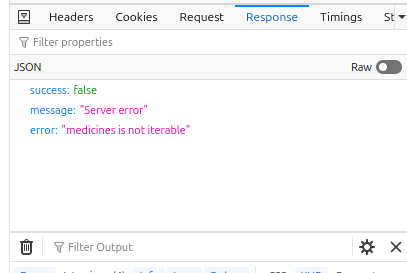 Headers Cookies Request Response Timings
Filter properties
JSON Raw
success: false
message: "Server error"
error: "medicines is not iterable"
Filter Output